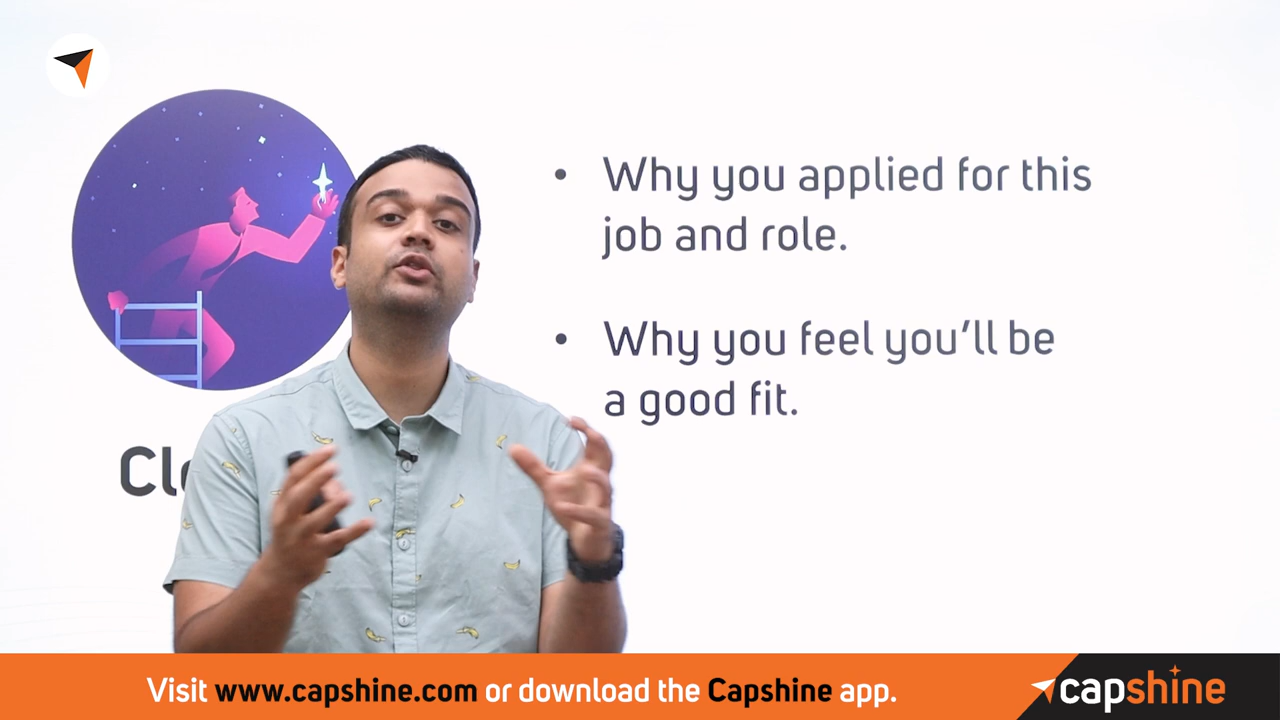 • Why you applied for this
job and role.
• Why you feel you'll be
a good fit.
Visit www.capshine.com or download the Capshine app.
capshine